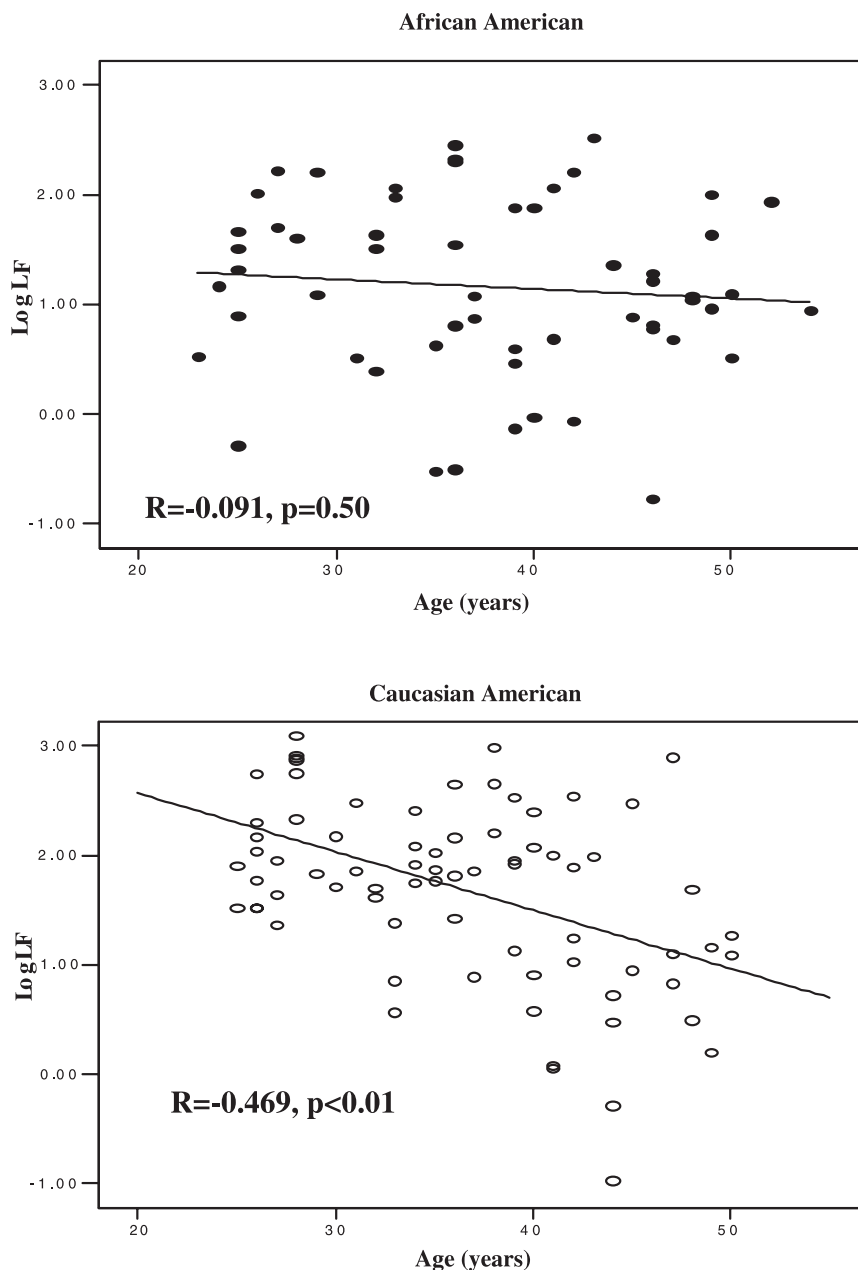 African American
3.00
2.00
1.00
0.00
-1.00
Log LF
R=-0.091, p=0.50
20
30
40
50
Age (years)
Caucasian American
3.00
2.00
1.00
0.00
-1.00
Log LF
R=-0.469, p<0.01
20
30
40
50
Age (years)